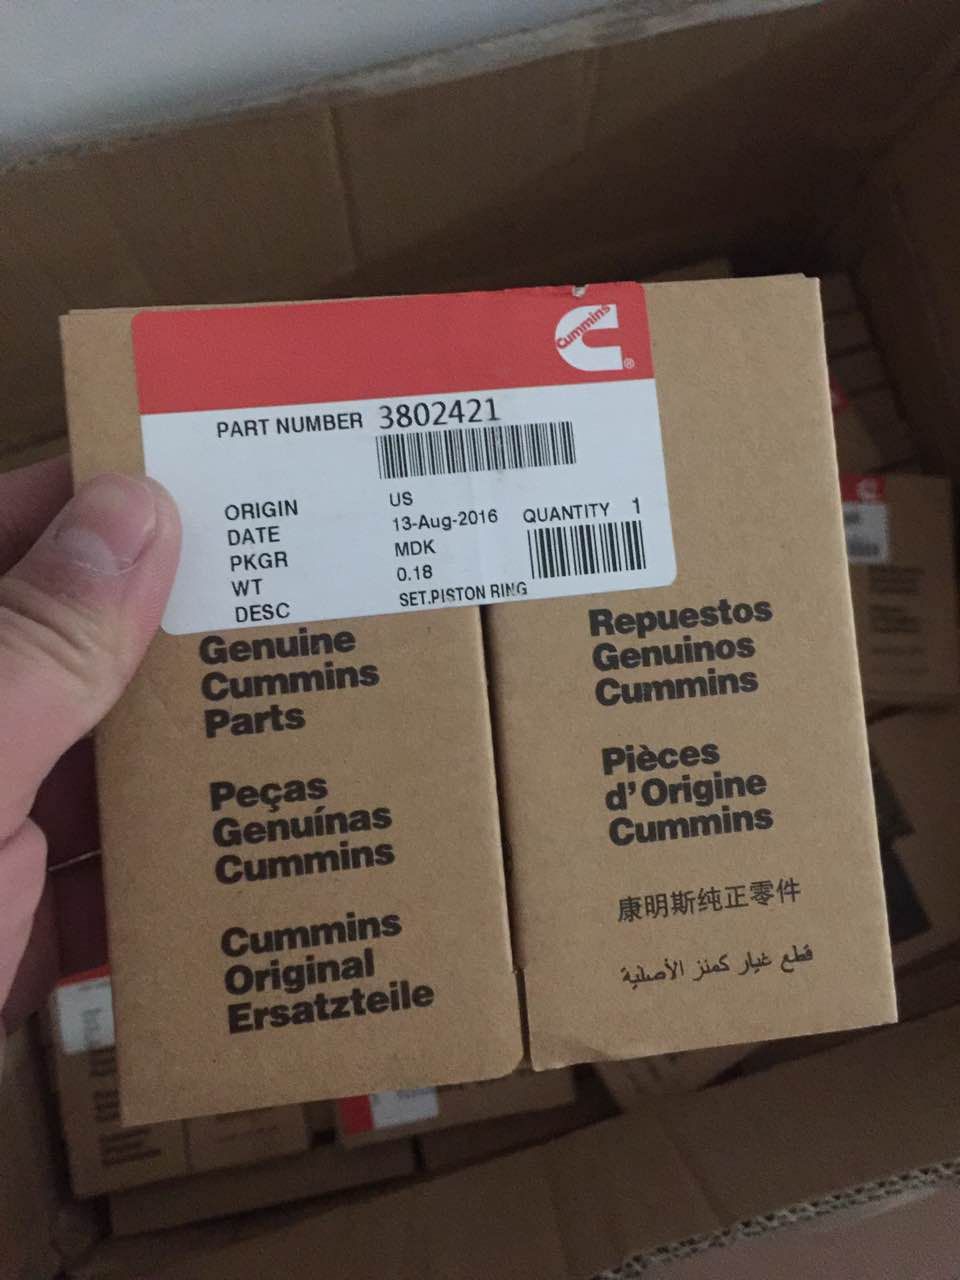 Cummins
®
PART NUMBER 3802421
ORIGIN US
DATE 13-Aug-2016 QUANTITY 1
PKGR MDK
WT 0.18
DESC SET.PISTON RING
Genuine
Cummins
Parts
Peças
Genuínas
Cummins
Cummins
Original
Ersatzteile
Repuestos
Genuinos
Cummins
Pièces
d'Origine
Cummins
康明斯纯正零件
قطع غيار كمنز الأصلية